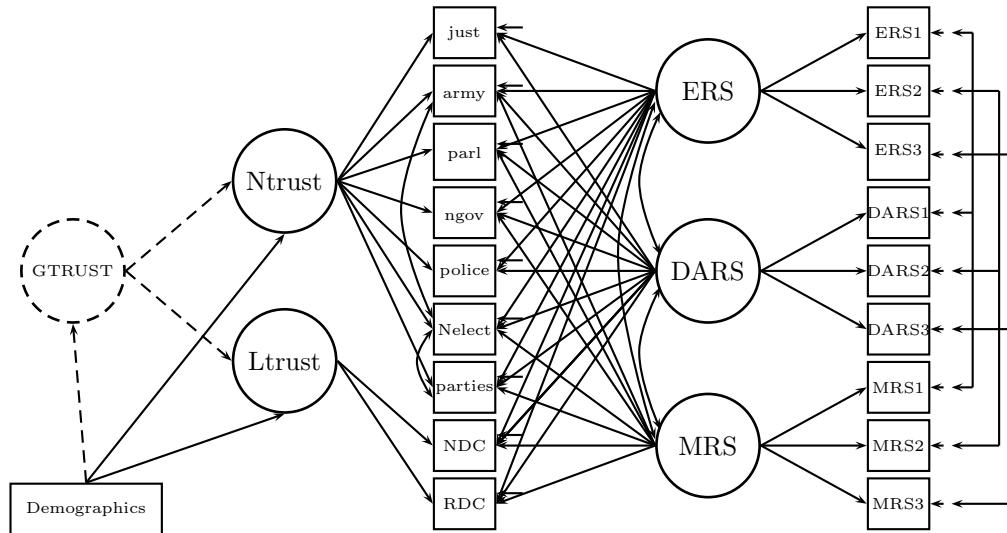 GTRUST
Demographics
Ntrust
Ltrust
just
army
parl
ngov
police
Nelect
parties
NDC
RDC
ERS
DARS
MRS
ERS1
ERS2
ERS3
DARS1
DARS2
DARS3
MRS1
MRS2
MRS3